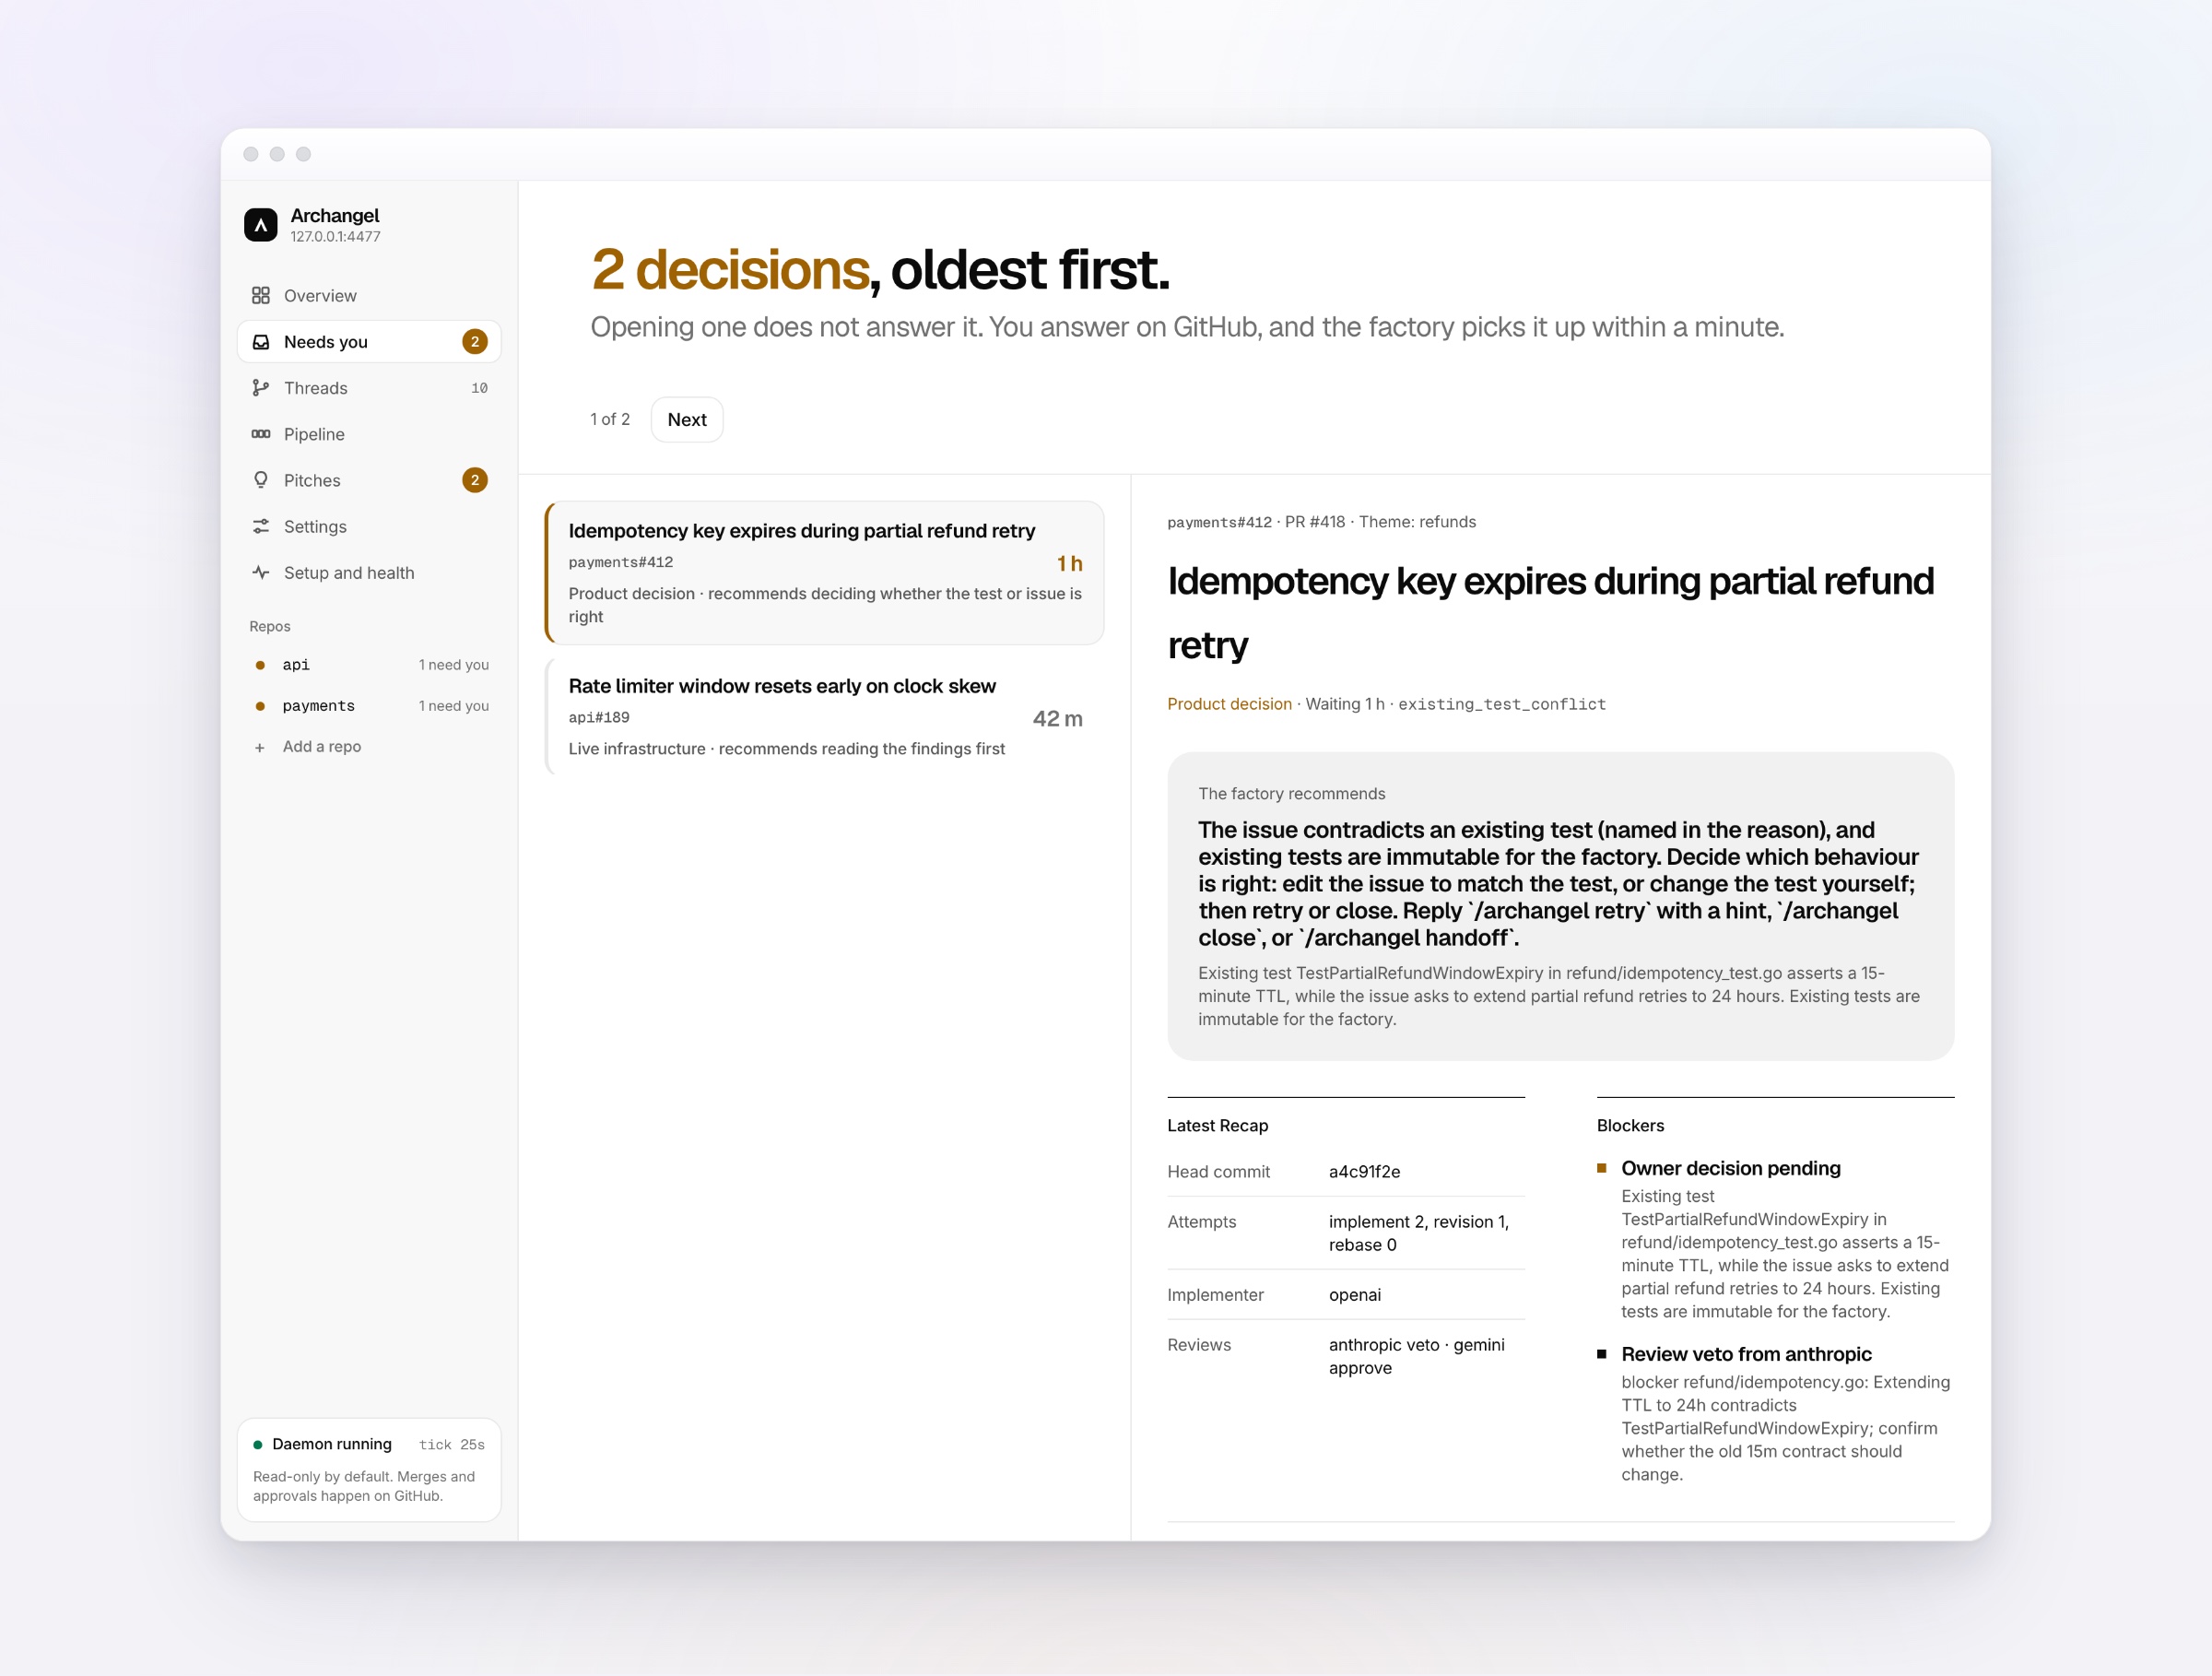 Archangel
127.0.0.1:4477
Overview
Needs you 2
Threads 10
Pipeline
Pitches 2
Settings
Setup and health
Repos
api 1 need you
payments 1 need you
+ Add a repo
Daemon running tick 25s
Read-only by default. Merges and
approvals happen on GitHub.
2 decisions, oldest first.
Opening one does not answer it. You answer on GitHub, and the factory picks it up within a minute.
1 of 2 Next
Idempotency key expires during partial refund retry
payments#412 1 h
Product decision · recommends deciding whether the test or issue is
right
Rate limiter window resets early on clock skew
api#189 42 m
Live infrastructure · recommends reading the findings first
payments#412 · PR #418 · Theme: refunds
Idempotency key expires during partial refund
retry
Product decision · Waiting 1 h · existing_test_conflict
The factory recommends
The issue contradicts an existing test (named in the reason), and
existing tests are immutable for the factory. Decide which behaviour
is right: edit the issue to match the test, or change the test yourself;
then retry or close. Reply `/archangel retry` with a hint, `/archangel
close`, or `/archangel handoff`.
Existing test TestPartialRefundWindowExpiry in refund/idempotency_test.go asserts a 15-
minute TTL, while the issue asks to extend partial refund retries to 24 hours. Existing tests are
immutable for the factory.
Latest Recap
Head commit a4c91f2e
Attempts implement 2, revision 1,
rebase 0
Implementer openai
Reviews anthropic veto · gemini
approve
Blockers
Owner decision pending
Existing test
TestPartialRefundWindowExpiry in
refund/idempotency_test.go asserts a 15-
minute TTL, while the issue asks to extend
partial refund retries to 24 hours. Existing
tests are immutable for the factory.
Review veto from anthropic
blocker refund/idempotency.go: Extending
TTL to 24h contradicts
TestPartialRefundWindowExpiry; confirm
whether the old 15m contract should
change.